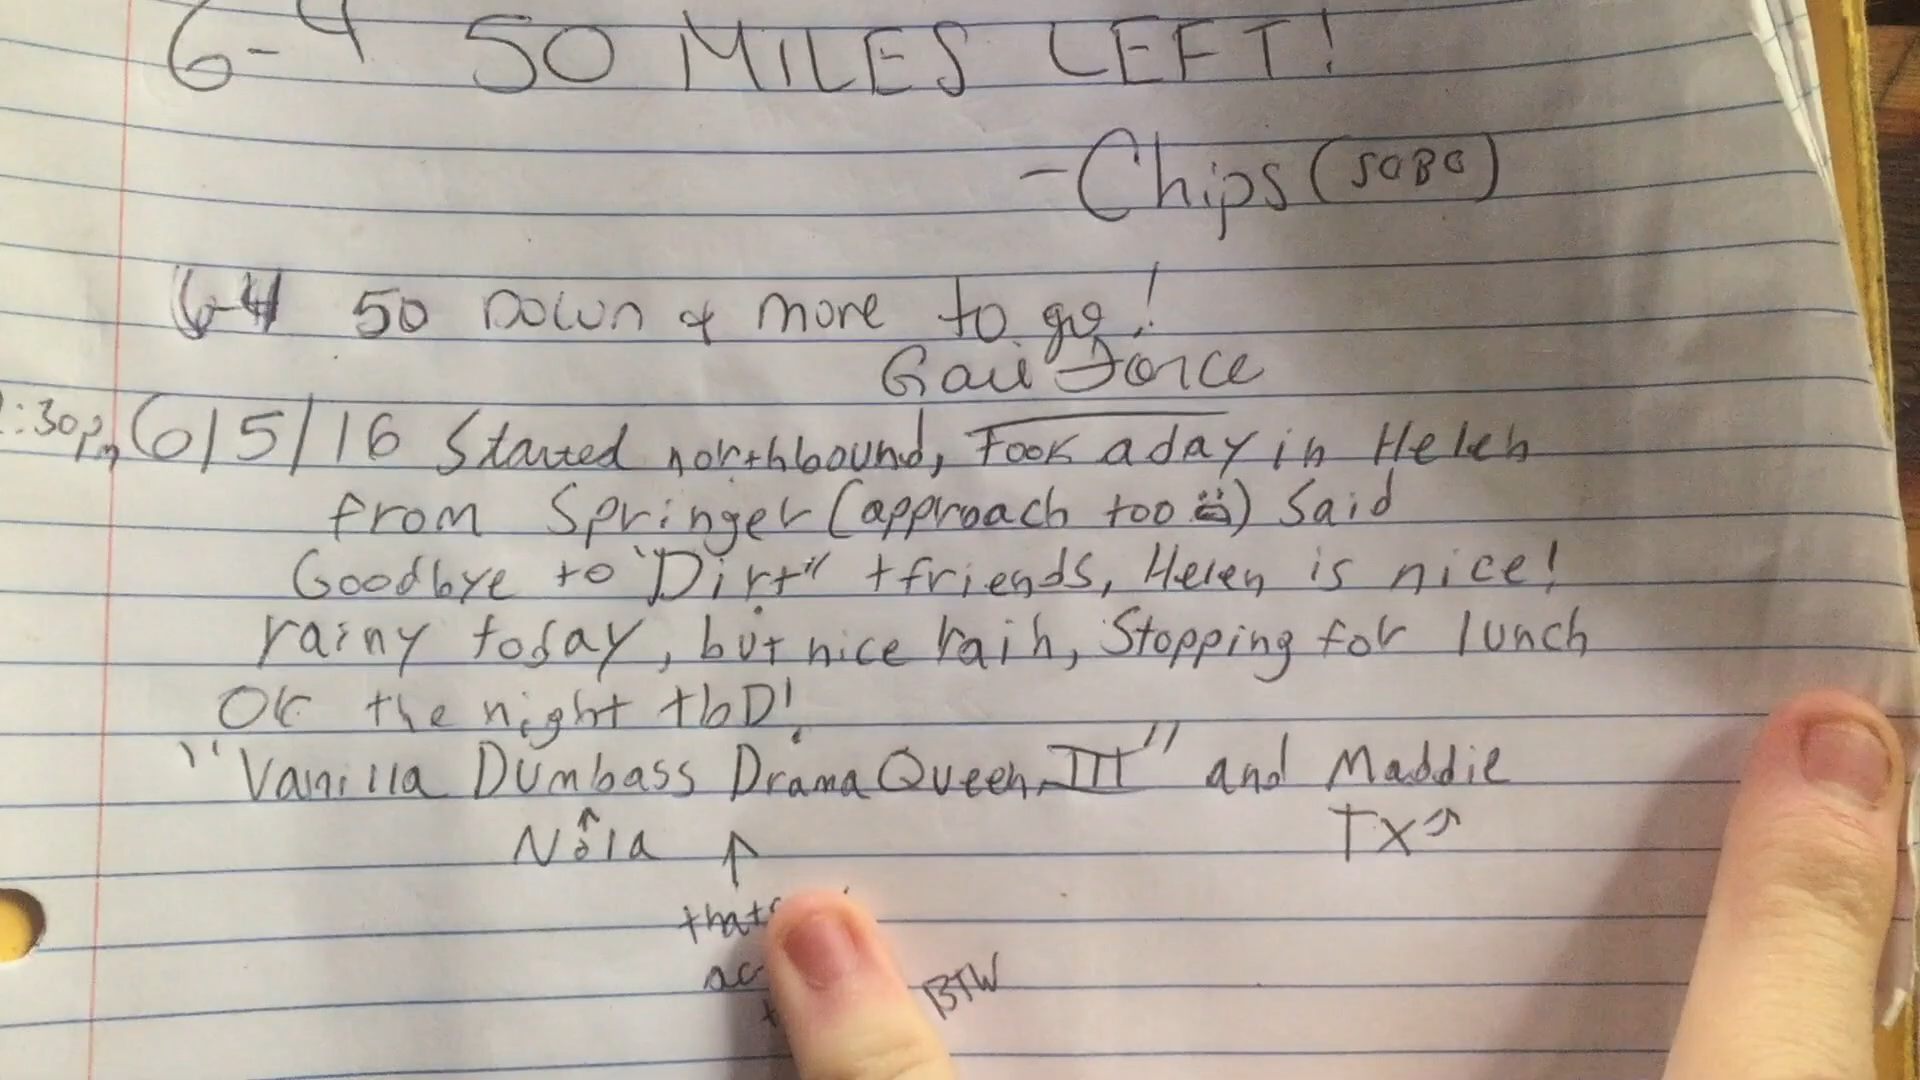 6-4 50 MILES LEFT!
-Chips (SOBO)
6-4 50 Down & more to go!
Gail Force
:30pm 6/5/16 Started northbound, Took a day in Helen
from Springer (approach too) Said
Goodbye to "Dirt" + friends, Helen is nice!
rainy today, but nice rain, Stopping for lunch
Or the night tbD!
"Vanilla Dumbass Drama Queen III" and Maddie
Nola TX
thats
BTW